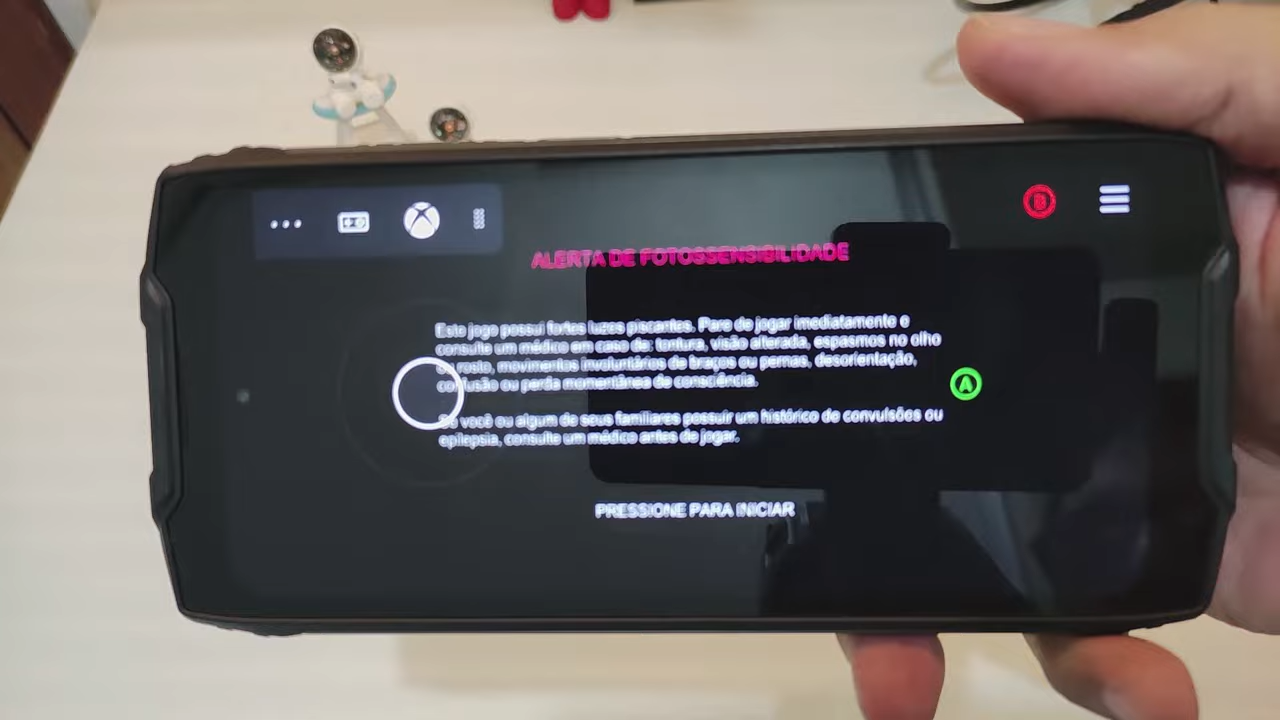 B
ALERTA DE FOTOSSENSIBILIDADE
Este jogo possui fortes luzes piscantes. Pare de jogar imediatamente e
consulte um médico em caso de: tontura, visão alterada, espasmos no olho
rosto, movimentos involuntários de braços ou pernas, desorientação,
confusão ou perda momentânea de consciência.
A
Se você ou algum de seus familiares possuir um histórico de convulsões ou
epilepsia, consulte um médico antes de jogar.
PRESSIONE PARA INICIAR